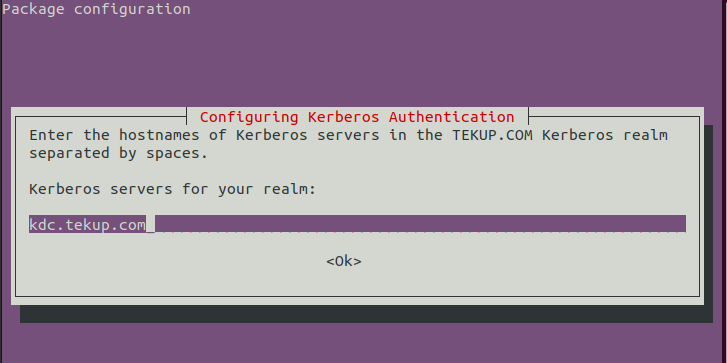 Package configuration
Configuring Kerberos Authentication
Enter the hostnames of Kerberos servers in the TEKUP.COM Kerberos realm
separated by spaces.
Kerberos servers for your realm:
kdc.tekup.com
<Ok>